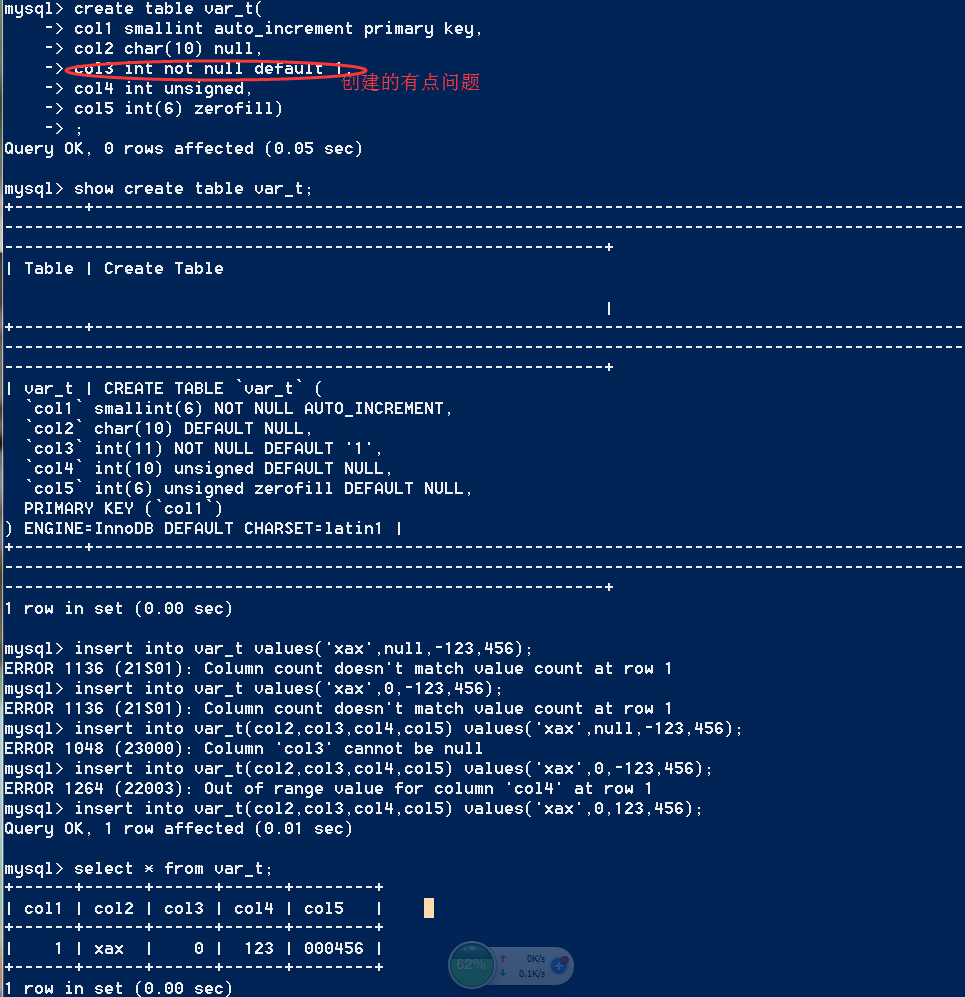 mysql> create table var_t(
    -> col1 smallint auto_increment primary key,
    -> col2 char(10) null,
    -> col3 int not null default 1,
创建的有点问题
    -> col4 int unsigned,
    -> col5 int(6) zerofill)
    -> ;
Query OK, 0 rows affected (0.05 sec)
mysql> show create table var_t;
| Table | Create Table
|
| var_t | CREATE TABLE `var_t` (
  `col1` smallint(6) NOT NULL AUTO_INCREMENT,
  `col2` char(10) DEFAULT NULL,
  `col3` int(11) NOT NULL DEFAULT '1',
  `col4` int(10) unsigned DEFAULT NULL,
  `col5` int(6) unsigned zerofill DEFAULT NULL,
  PRIMARY KEY (`col1`)
) ENGINE=InnoDB DEFAULT CHARSET=latin1 |
1 row in set (0.00 sec)
mysql> insert into var_t values('xax',null,-123,456);
ERROR 1136 (21S01): Column count doesn't match value count at row 1
mysql> insert into var_t values('xax',0,-123,456);
ERROR 1136 (21S01): Column count doesn't match value count at row 1
mysql> insert into var_t(col2,col3,col4,col5) values('xax',null,-123,456);
ERROR 1048 (23000): Column 'col3' cannot be null
mysql> insert into var_t(col2,col3,col4,col5) values('xax',0,-123,456);
ERROR 1264 (22003): Out of range value for column 'col4' at row 1
mysql> insert into var_t(col2,col3,col4,col5) values('xax',0,123,456);
Query OK, 1 row affected (0.01 sec)
mysql> select * from var_t;
| col1 | col2 | col3 | col4 | col5   |
|    1 | xax  |    0 |  123 | 000456 |
62%
0K/s
0.1K/s
1 row in set (0.00 sec)